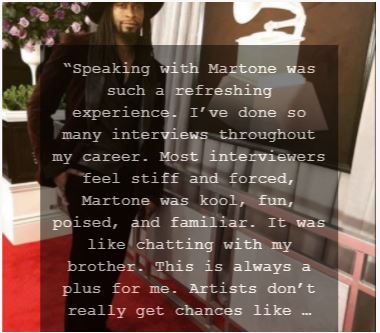 “Speaking with Martone was
such a refreshing
experience. I’ve done so
many interviews throughout
my career. Most interviewers
feel stiff and forced,
Martone was kool, fun,
poised, and familiar. It was
like chatting with my
brother. This is always a
plus for me. Artists don’t
really get chances like …